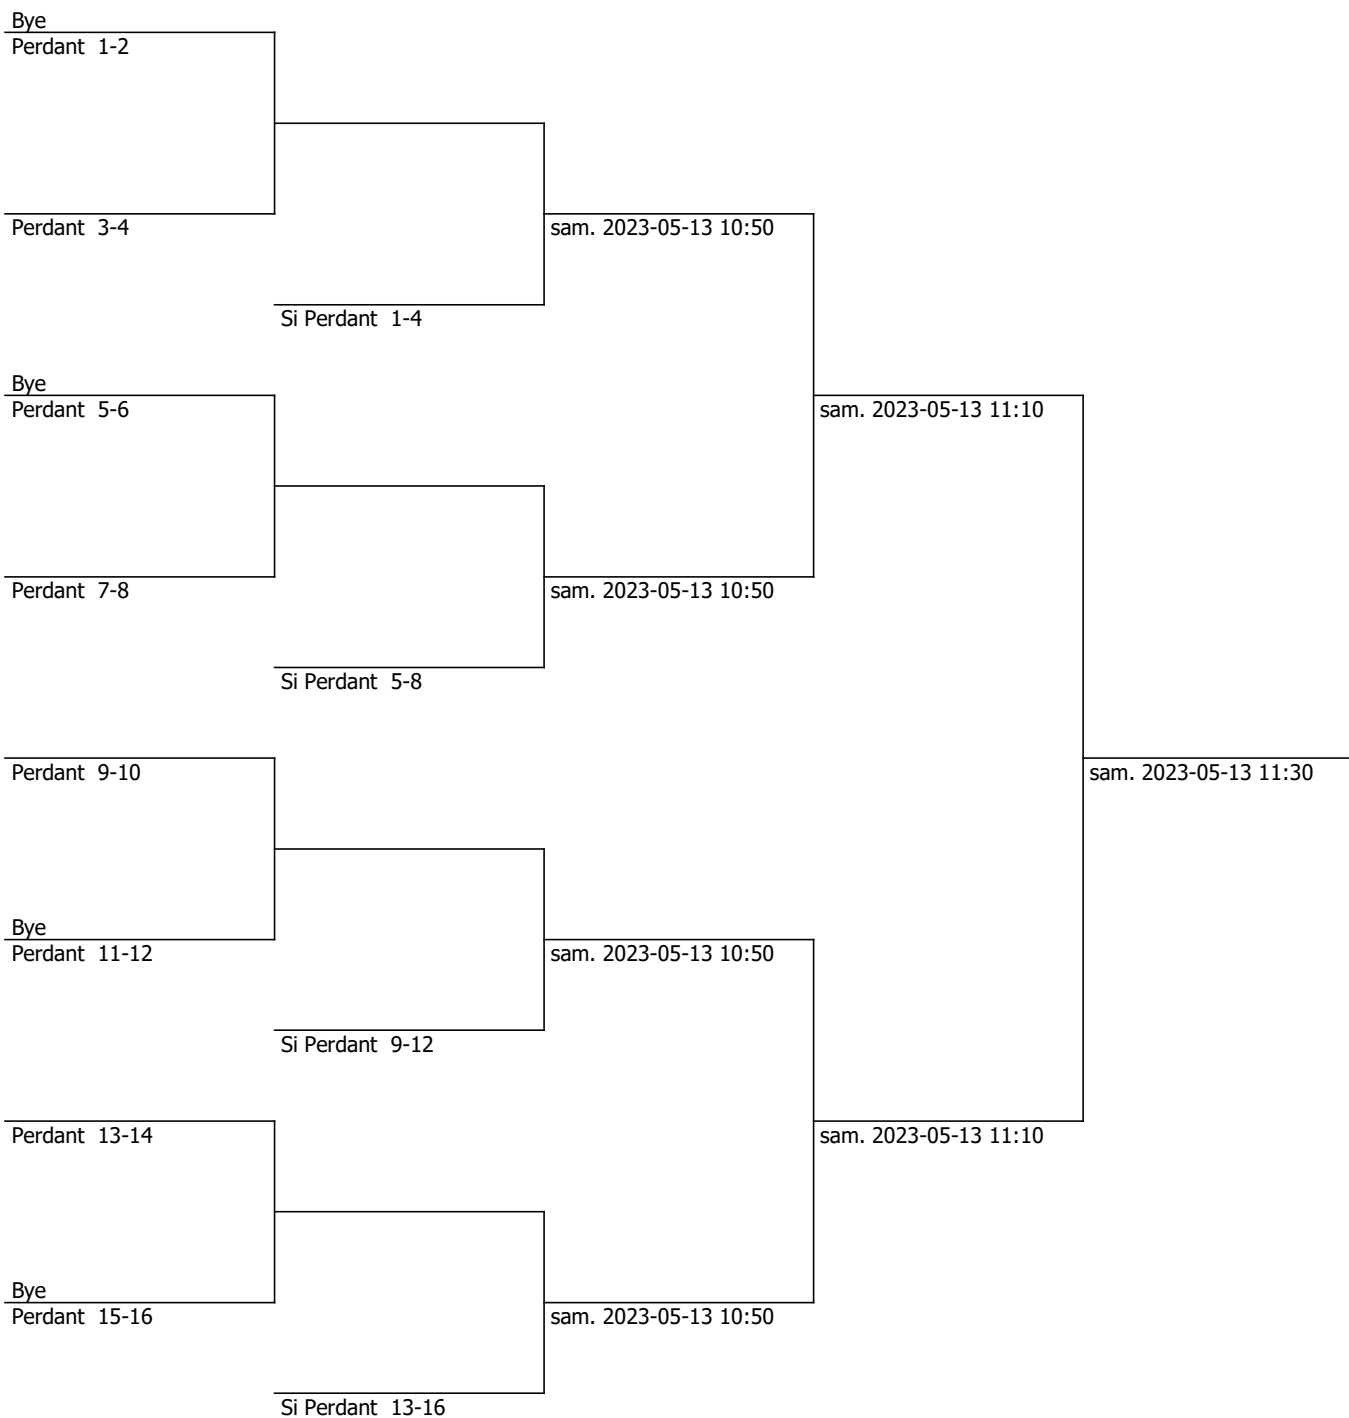 Bye
Perdant 1-2
Perdant 3-4
sam. 2023-05-13 10:50
Si Perdant 1-4
Bye
Perdant 5-6
sam. 2023-05-13 11:10
Perdant 7-8
sam. 2023-05-13 10:50
Si Perdant 5-8
Perdant 9-10
sam. 2023-05-13 11:30
Bye
Perdant 11-12
sam. 2023-05-13 10:50
Si Perdant 9-12
Perdant 13-14
sam. 2023-05-13 11:10
Bye
Perdant 15-16
sam. 2023-05-13 10:50
Si Perdant 13-16